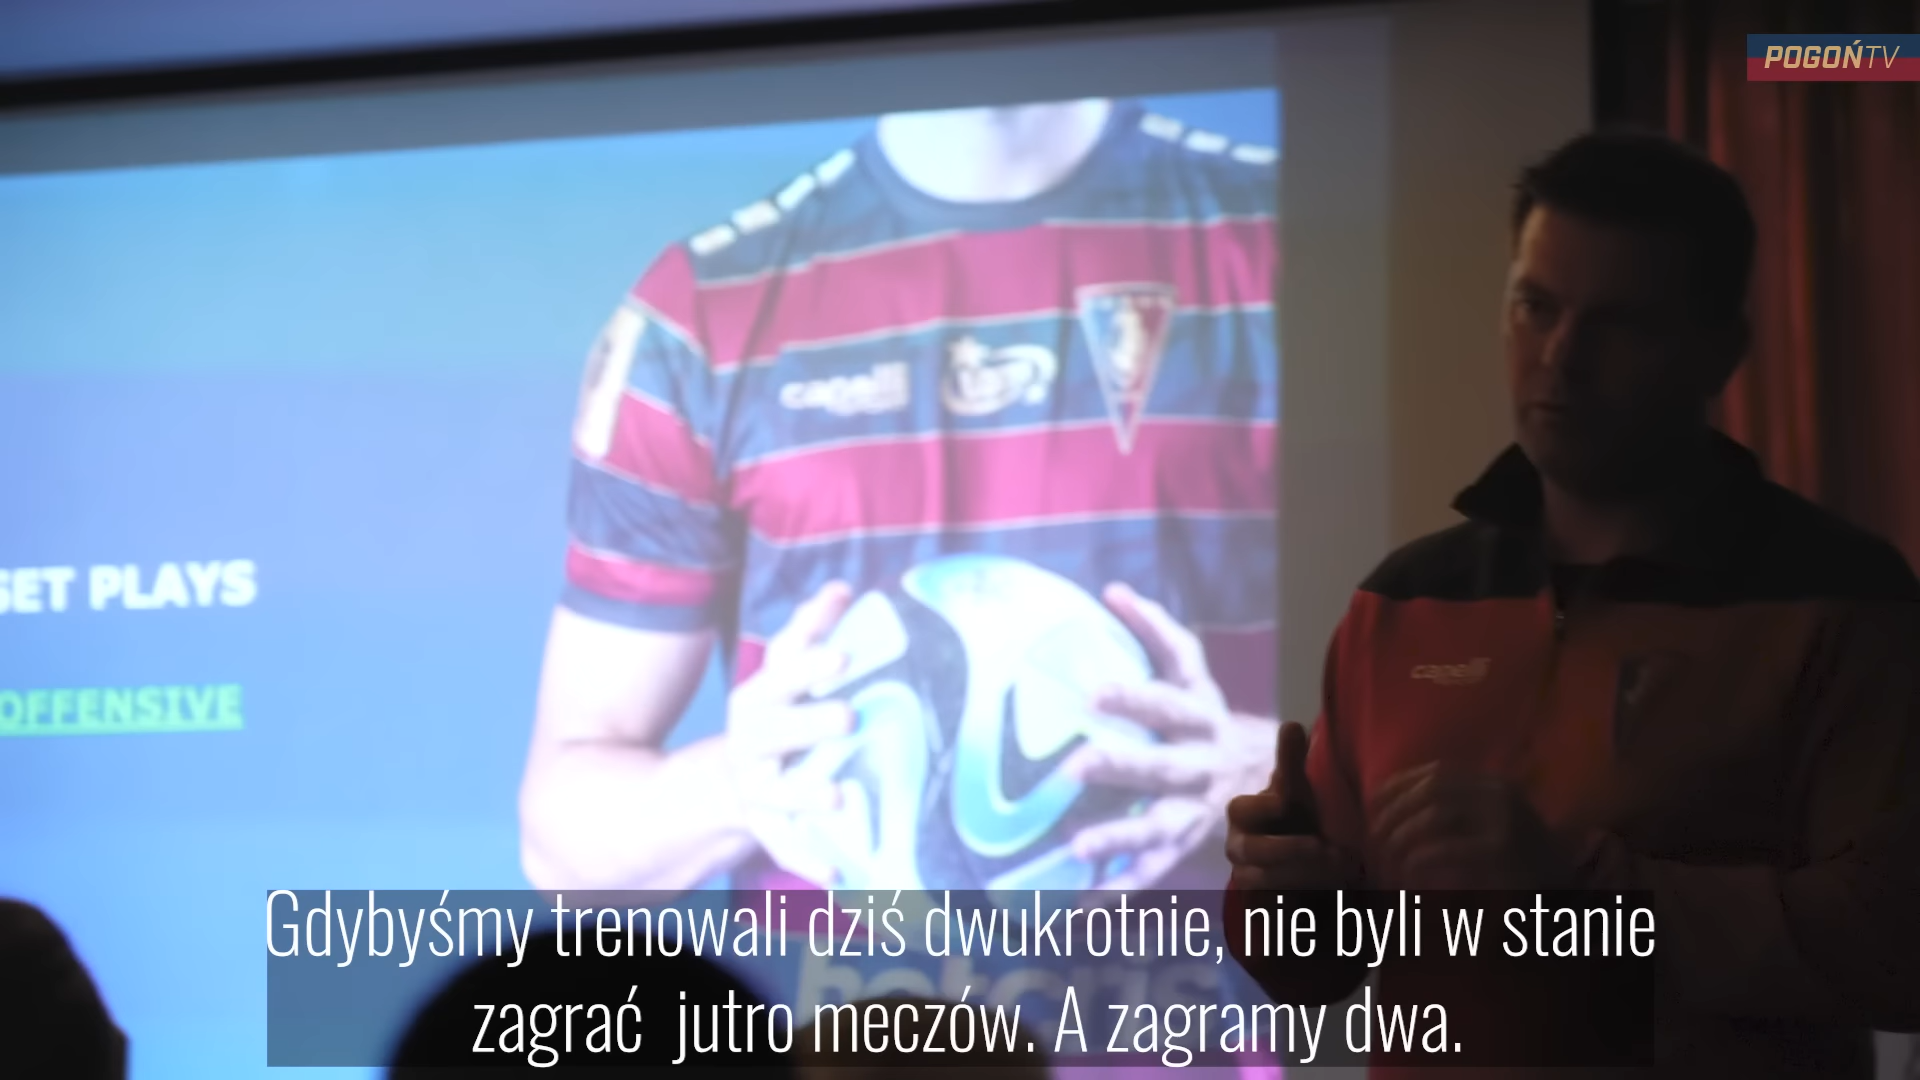 POGOŃTV
capelli
SET PLAYS
capelli
OFFENSIVE
Gdybyśmy trenowali dziś dwukrotnie, nie byli w stanie
zagrać jutro meczów. A zagramy dwa.